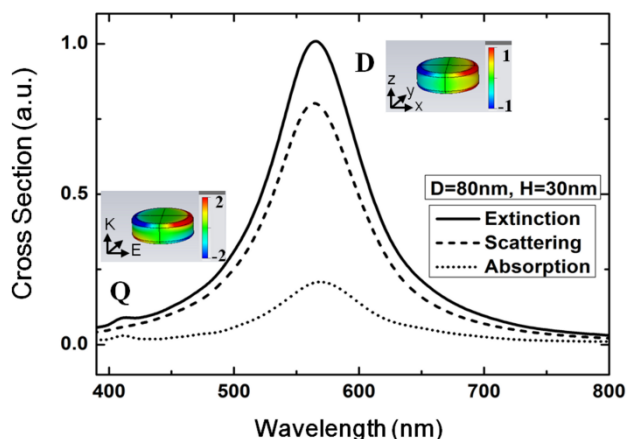 Cross Section (a.u.)
1.0
0.5
0.0
D
z
y
x
1
-1
K
E
2
-2
Q
D=80nm, H=30nm
Extinction
Scattering
Absorption
400 500 600 700 800
Wavelength (nm)